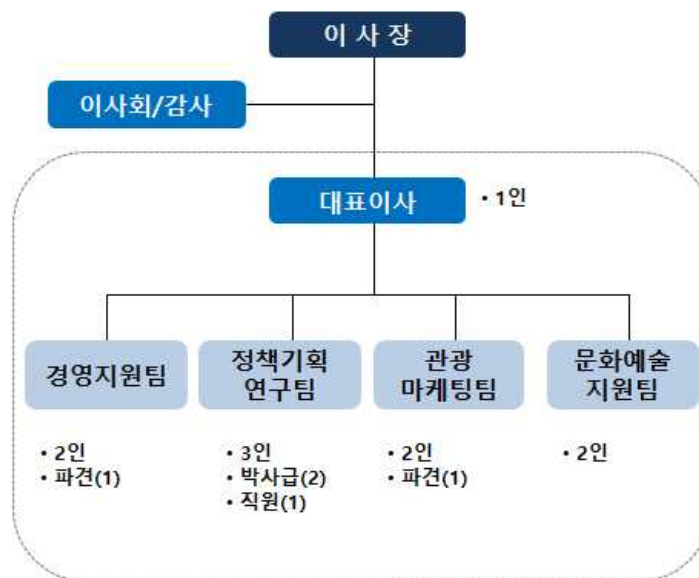 이 사 장
이사회/감사
대표이사
• 1인
경영지원팀
정책기획
연구팀
관광
마케팅팀
문화예술
지원팀
• 2인
• 파견(1)
• 3인
• 박사급(2)
• 직원(1)
• 2인
• 파견(1)
• 2인